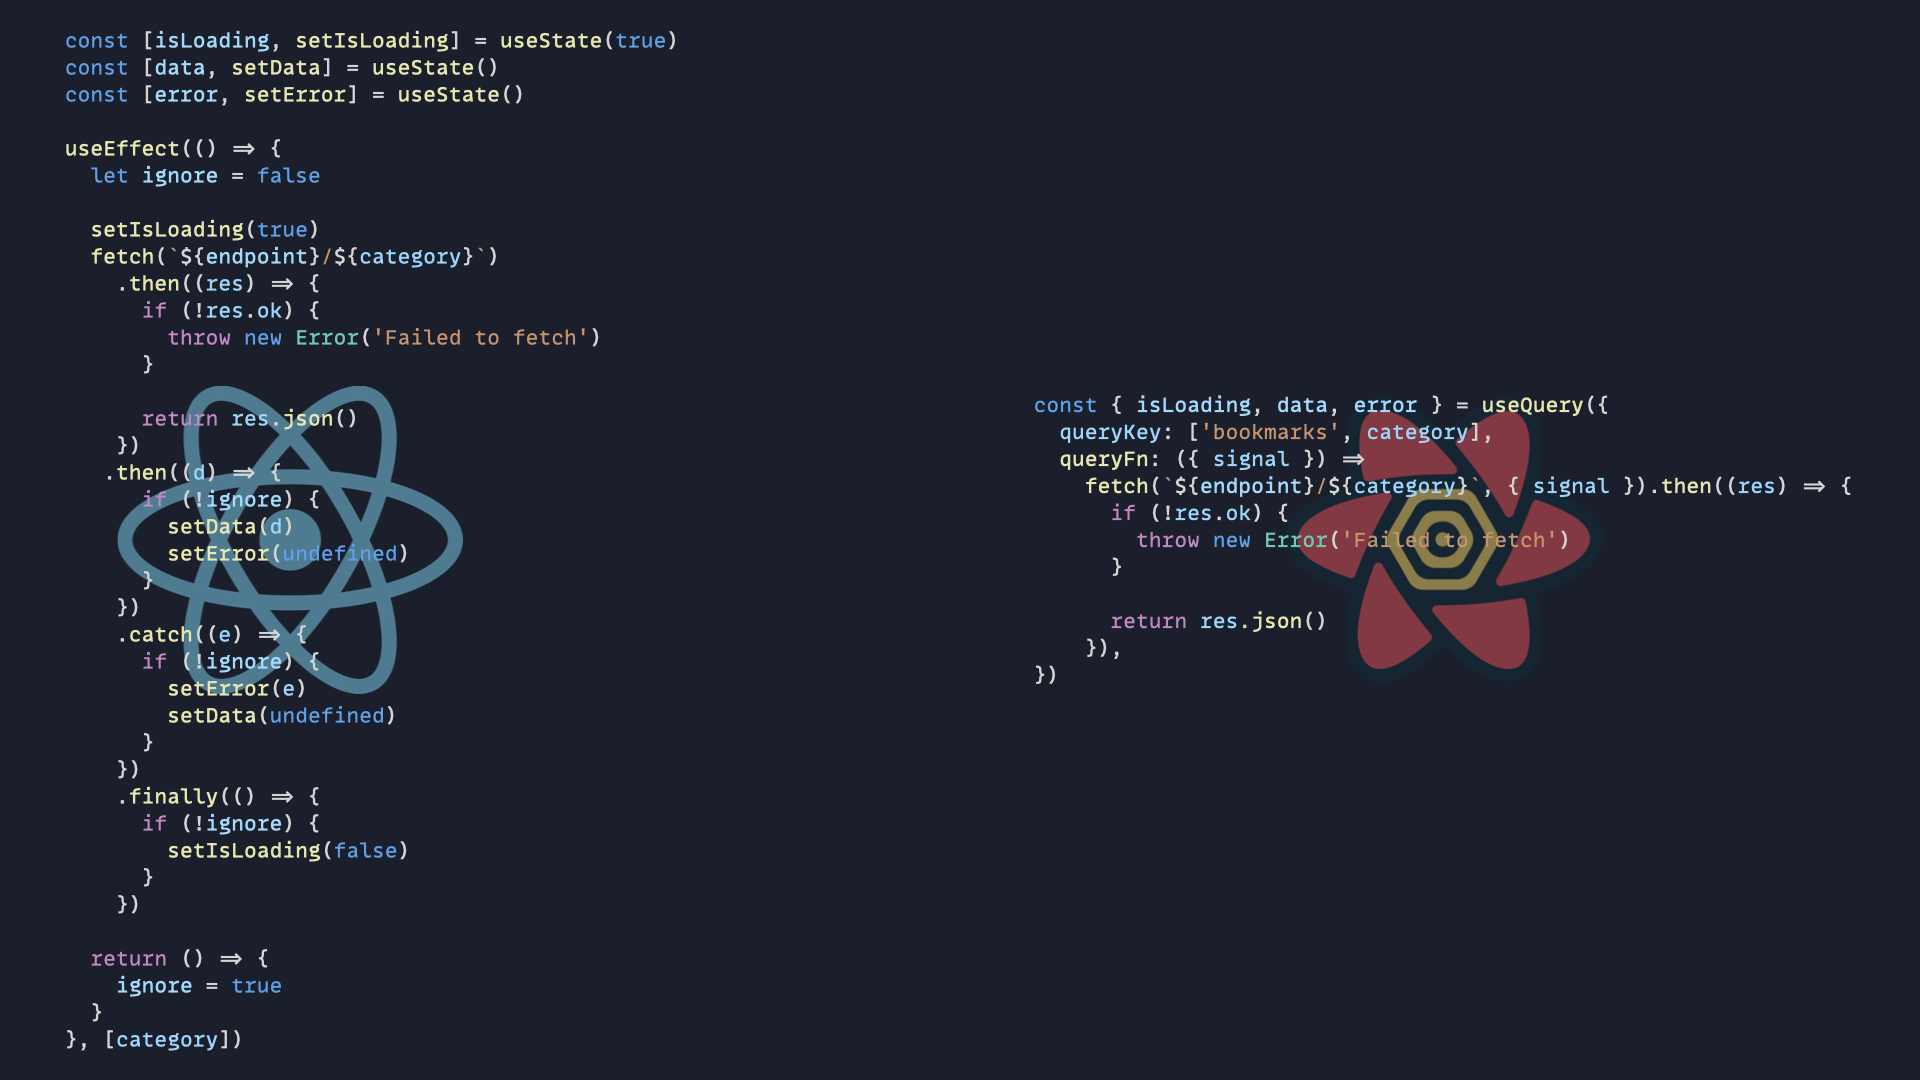 const [isLoading, setIsLoading] = useState(true)
const [data, setData] = useState()
const [error, setError] = useState()

useEffect(() => {
  let ignore = false

  setIsLoading(true)
  fetch(`${endpoint}/${category}`)
    .then((res) => {
      if (!res.ok) {
        throw new Error('Failed to fetch')
      }

      return res.json()
    })
   .then((d) => {
      if (!ignore) {
        setData(d)
        setError(undefined)
      }
    })
    .catch((e) => {
      if (!ignore) {
        setError(e)
        setData(undefined)
      }
    })
    .finally(() => {
      if (!ignore) {
        setIsLoading(false)
      }
    })

  return () => {
    ignore = true
  }
}, [category])

const { isLoading, data, error } = useQuery({
  queryKey: ['bookmarks', category],
  queryFn: ({ signal }) =>
    fetch(`${endpoint}/${category}`, { signal }).then((res) => {
      if (!res.ok) {
        throw new Error('Failed to fetch')
      }

      return res.json()
    }),
})